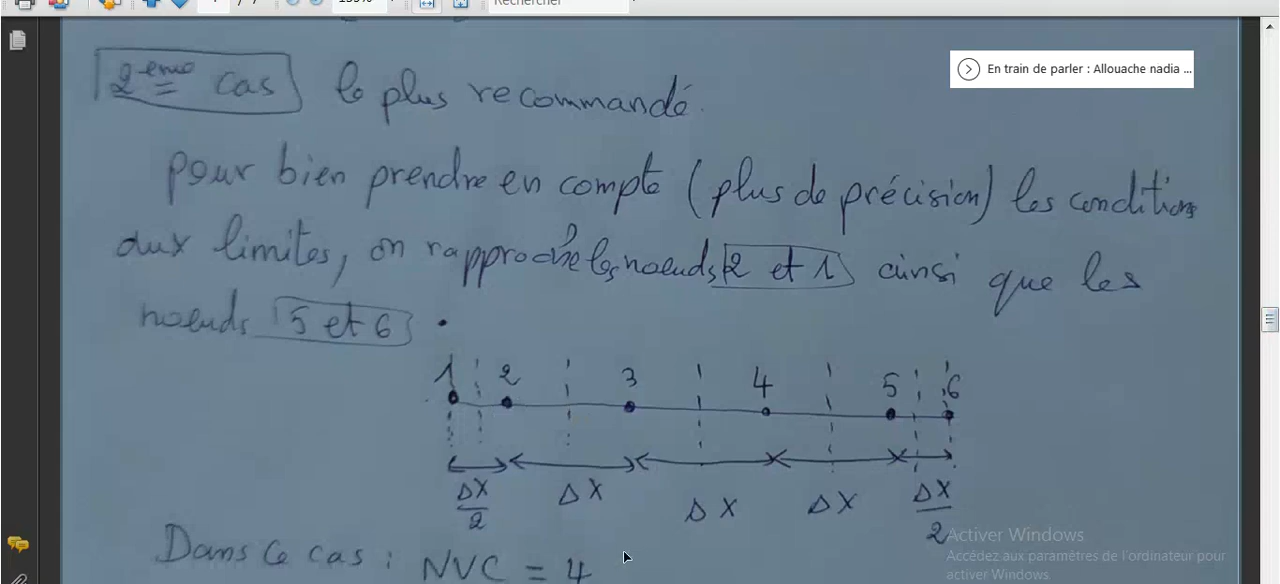 Rechercher
En train de parler : Allouache nadia ...
2ème cas le plus recommandé.
pour bien prendre en compte (plus de précision) les conditions
aux limites, on rapproche les noeuds 2 et 1 ainsi que les
noeuds 5 et 6 .
1 2 3 4 5 6
ΔX/2 ΔX ΔX ΔX ΔX/2
Dans ce cas : NVC = 4
Activer Windows
Accédez aux paramètres de l'ordinateur pour
activer Windows